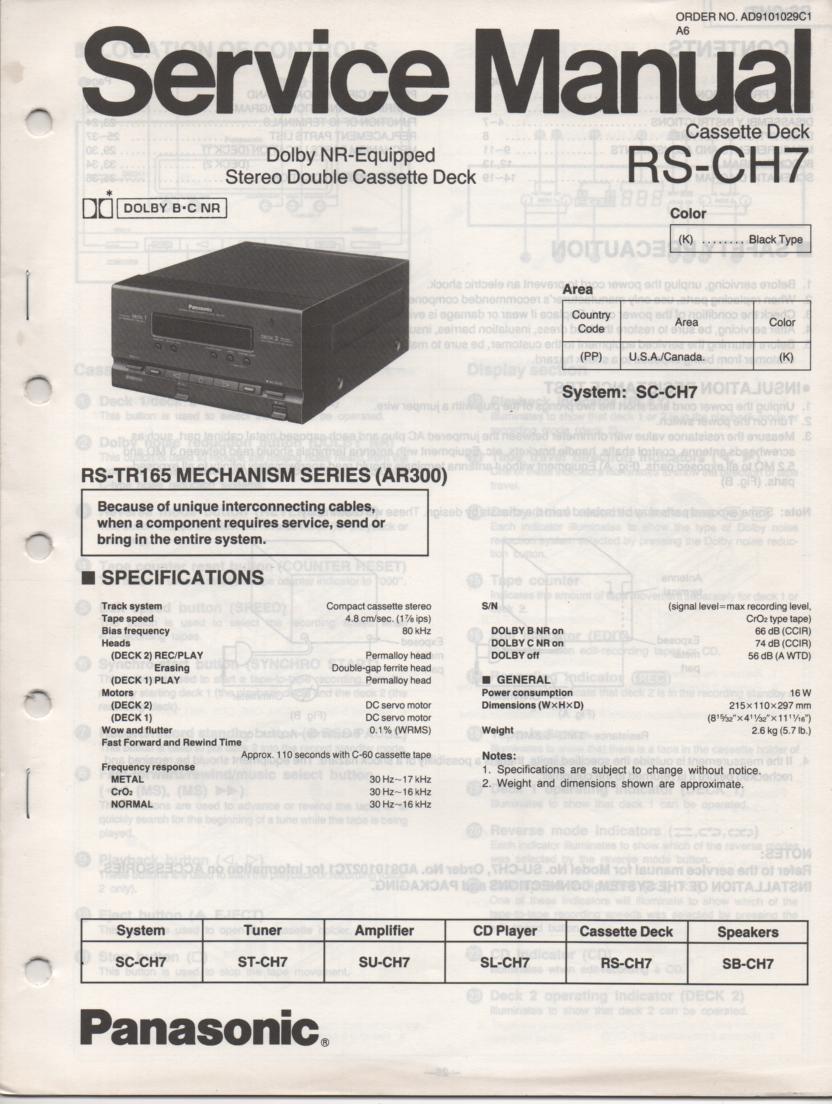 ORDER NO. AD9101029C1
A6
Service Manual
Cassette Deck
RS-CH7
Dolby NR-Equipped
Stereo Double Cassette Deck
*
DOLBY B•C NR
Color
(K) ........ Black Type
Area
Country Code Area Color
(PP) U.S.A./Canada. (K)
System: SC-CH7
Panasonic
RS-TR165 MECHANISM SERIES (AR300)
Because of unique interconnecting cables,
when a component requires service, send or
bring in the entire system.
■ SPECIFICATIONS
Track system Compact cassette stereo
Tape speed 4.8 cm/sec. (1⅞ ips)
Bias frequency 80 kHz
Heads
(DECK 2) REC/PLAY Permalloy head
Erasing Double-gap ferrite head
(DECK 1) PLAY Permalloy head
Motors
(DECK 2) DC servo motor
(DECK 1) DC servo motor
Wow and flutter 0.1% (WRMS)
Fast Forward and Rewind Time
Approx. 110 seconds with C-60 cassette tape
Frequency response
METAL 30 Hz~17 kHz
CrO₂ 30 Hz~16 kHz
NORMAL 30 Hz~16 kHz
S/N (signal level=max recording level,
CrO₂ type tape)
DOLBY B NR on 66 dB (CCIR)
DOLBY C NR on 74 dB (CCIR)
DOLBY off 56 dB (A WTD)
■ GENERAL
Power consumption 16 W
Dimensions (W×H×D) 215×110×297 mm
(8 15/32"×4 11/32"×11 11/16")
Weight 2.6 kg (5.7 lb.)
Notes:
1. Specifications are subject to change without notice.
2. Weight and dimensions shown are approximate.
System Tuner Amplifier CD Player Cassette Deck Speakers
SC-CH7 ST-CH7 SU-CH7 SL-CH7 RS-CH7 SB-CH7
Panasonic®